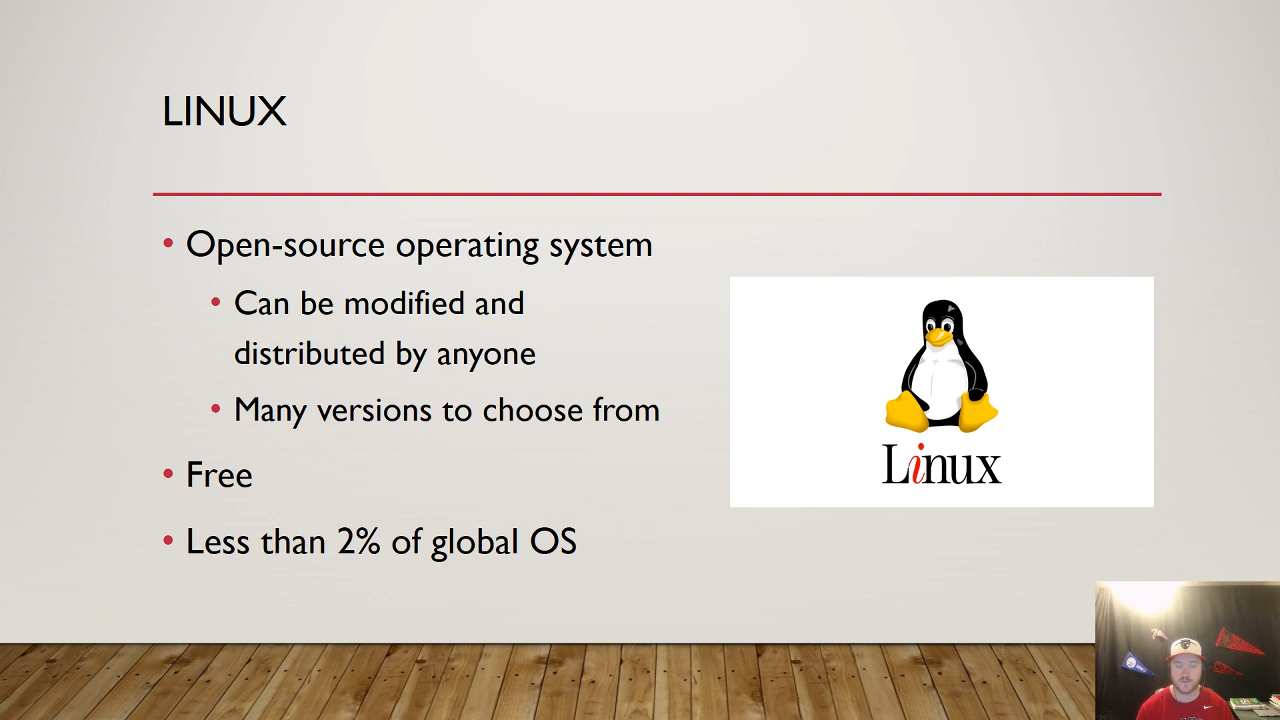 LINUX
Open-source operating system
Can be modified and
distributed by anyone
Many versions to choose from
Free
Less than 2% of global OS
Linux